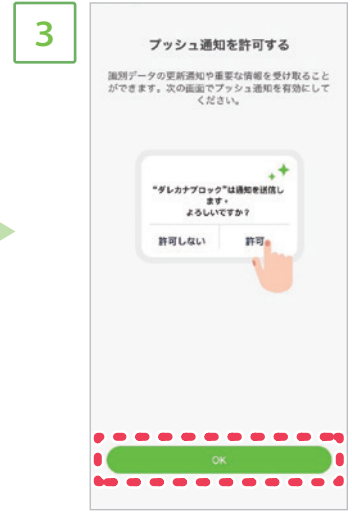 3
プッシュ通知を許可する
識別データの更新通知や重要な情報を受け取ること
ができます。次の画面でプッシュ通知を有効にして
ください。
“ダレカナブロック”は通知を送信し
ます。
よろしいですか？
許可しない 許可
OK